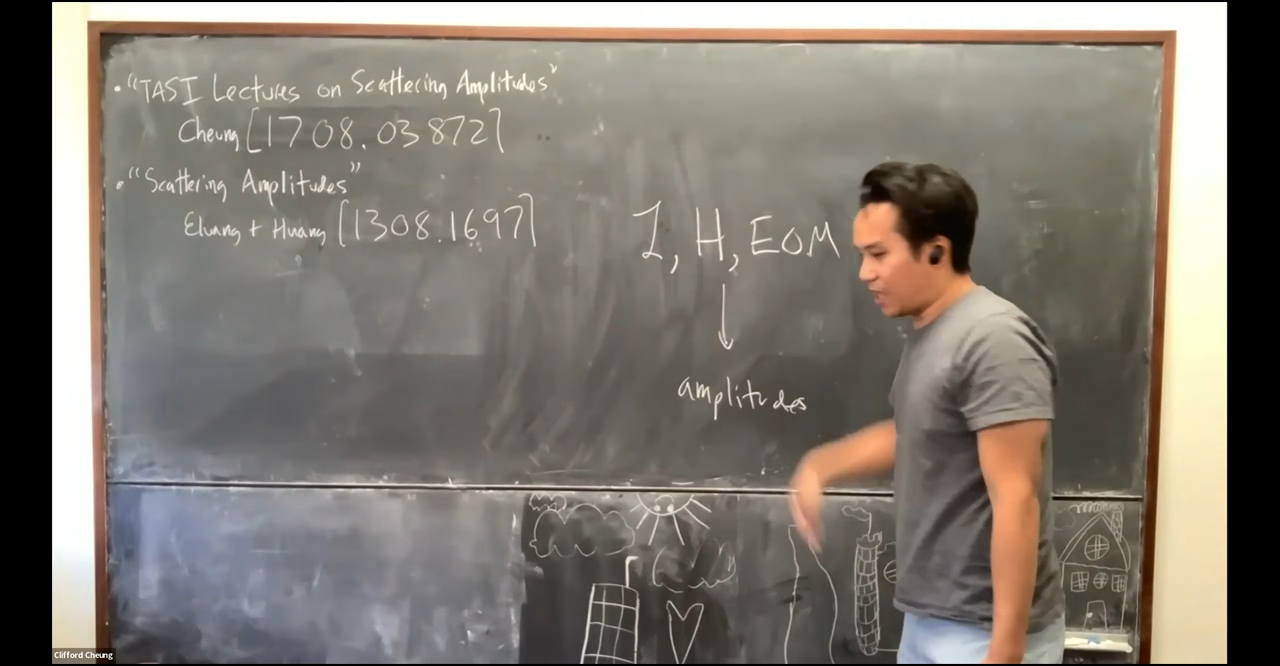 • "TASI Lectures on Scattering Amplitudes"
Cheung [1708.03872]
• "Scattering Amplitudes"
Elvang + Huang [1308.1697]
L, H, EOM
amplitudes
Clifford Cheung